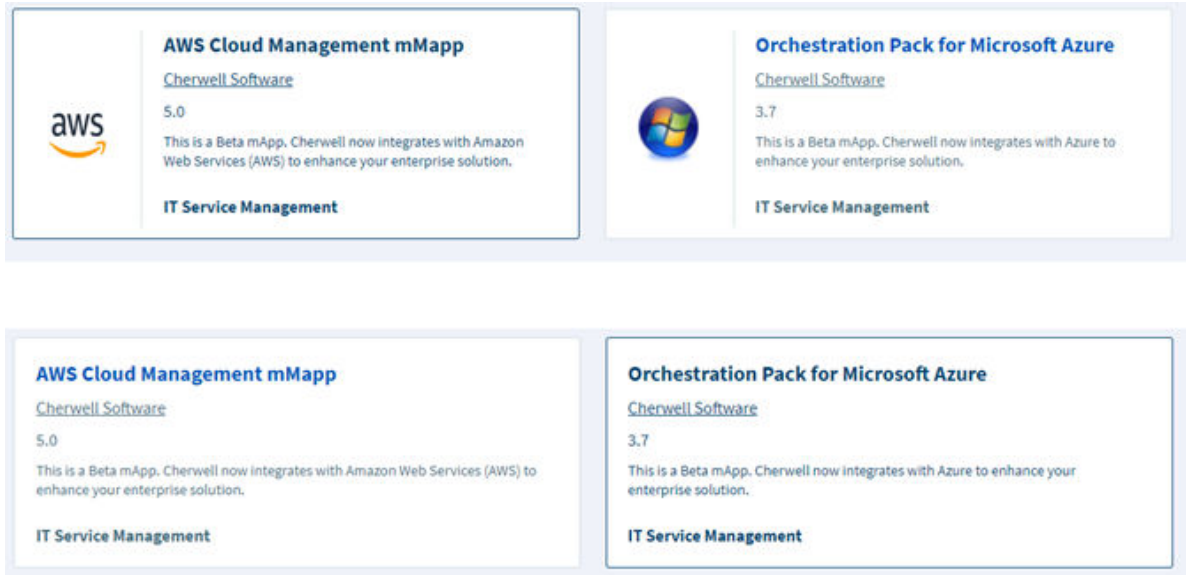 AWS Cloud Management mMapp
Cherwell Software
5.0
aws
This is a Beta mApp. Cherwell now integrates with Amazon
Web Services (AWS) to enhance your enterprise solution.
IT Service Management
Orchestration Pack for Microsoft Azure
Cherwell Software
3.7
This is a Beta mApp. Cherwell now integrates with Azure to
enhance your enterprise solution.
IT Service Management
AWS Cloud Management mMapp
Cherwell Software
5.0
This is a Beta mApp. Cherwell now integrates with Amazon Web Services (AWS) to
enhance your enterprise solution.
IT Service Management
Orchestration Pack for Microsoft Azure
Cherwell Software
3.7
This is a Beta mApp. Cherwell now integrates with Azure to enhance your
enterprise solution.
IT Service Management